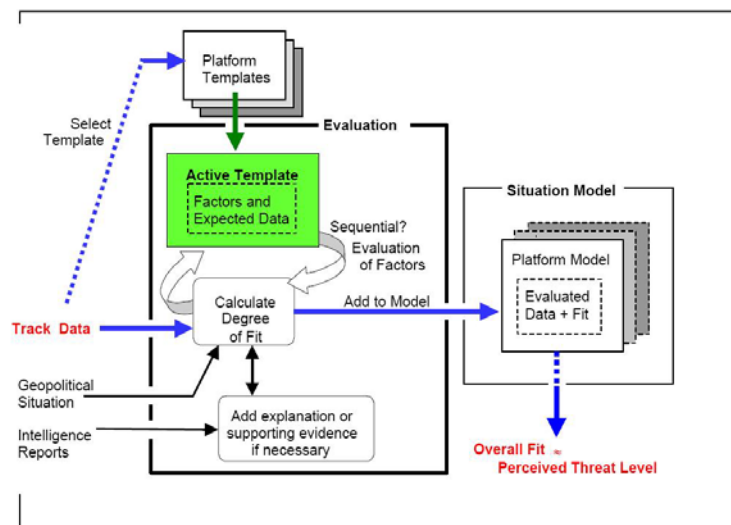 Platform
Templates
Select
Template
Evaluation
Active Template
Factors and
Expected Data
Sequential?
Evaluation
of Factors
Situation Model
Platform Model
Evaluated
Data + Fit
Calculate
Degree
of Fit
Add to Model
Track Data
Geopolitical
Situation
Intelligence
Reports
Add explanation or
supporting evidence
if necessary
Overall Fit ≈
Perceived Threat Level